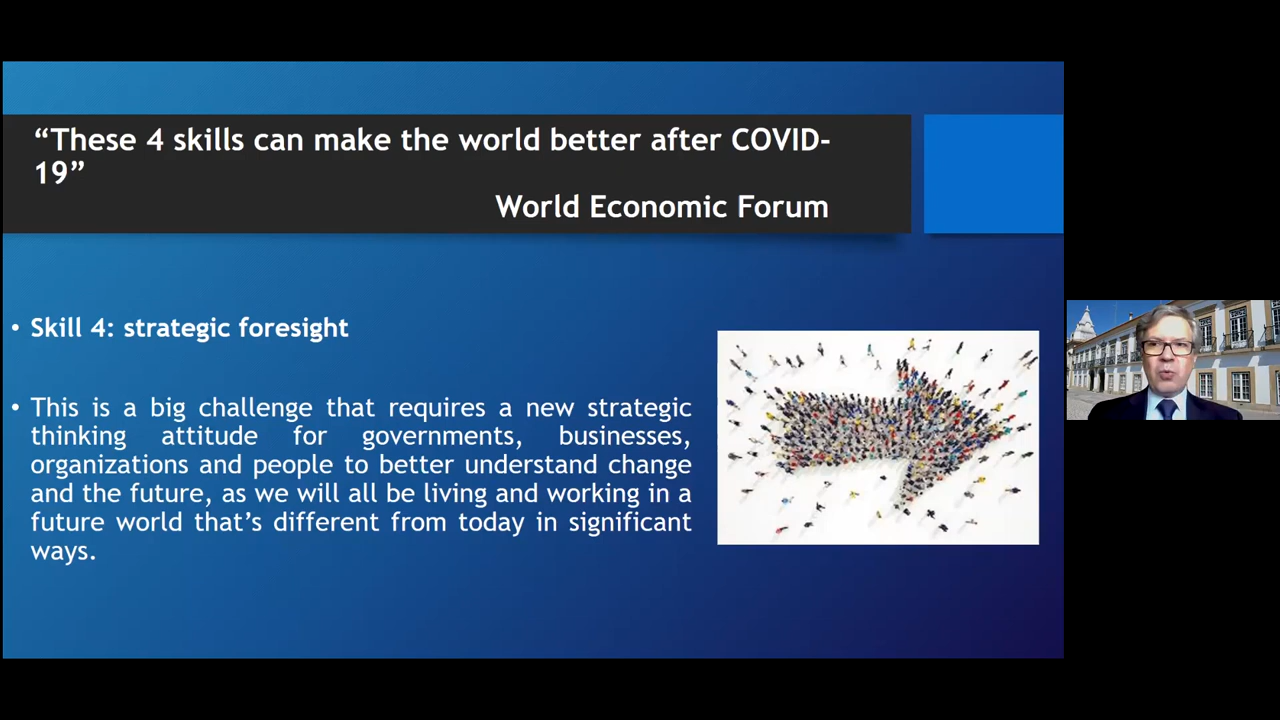 “These 4 skills can make the world better after COVID-
19”
World Economic Forum
• Skill 4: strategic foresight
• This is a big challenge that requires a new strategic
thinking attitude for governments, businesses,
organizations and people to better understand change
and the future, as we will all be living and working in a
future world that’s different from today in significant
ways.